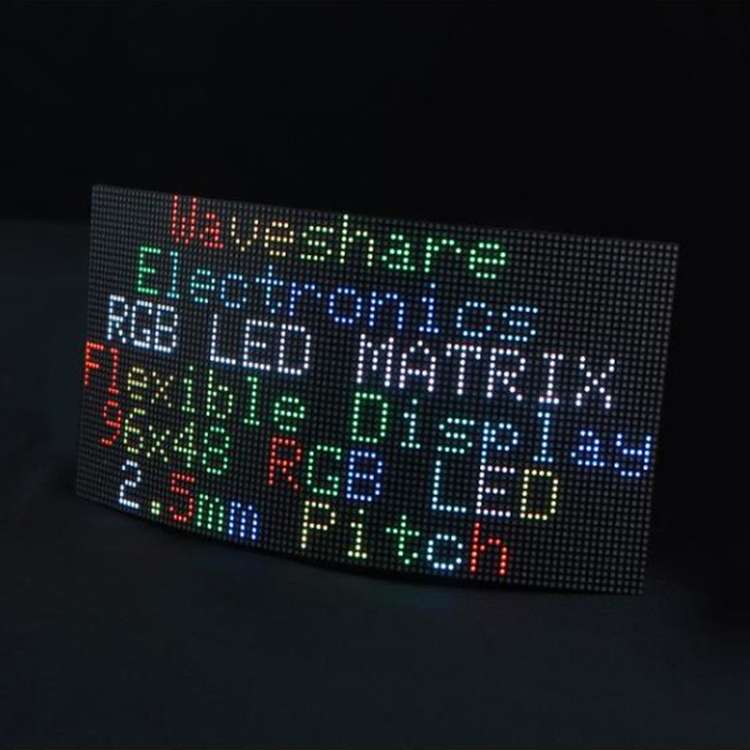 Waveshare
Electronics
RGB LED MATRIX
Flexible Display
96x48 RGB LED
2.5mm Pitch